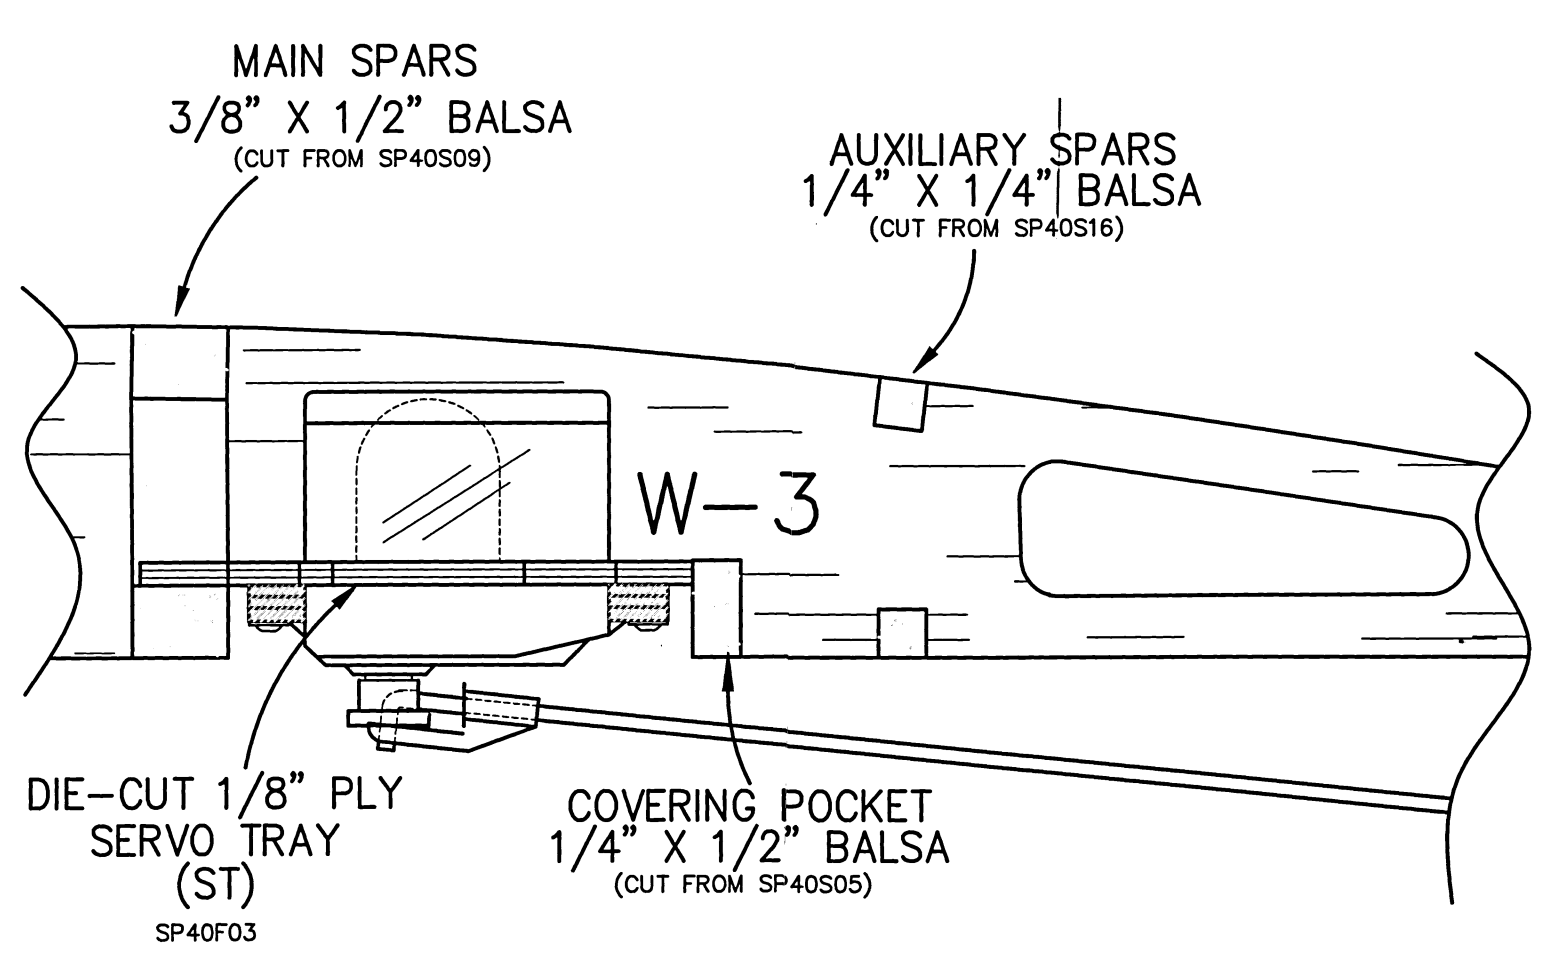 MAIN SPARS
3/8" X 1/2" BALSA
(CUT FROM SP40S09)
AUXILIARY SPARS
1/4" X 1/4" BALSA
(CUT FROM SP40S16)
W-3
DIE-CUT 1/8" PLY
SERVO TRAY
(ST)
SP40F03
COVERING POCKET
1/4" X 1/2" BALSA
(CUT FROM SP40S05)